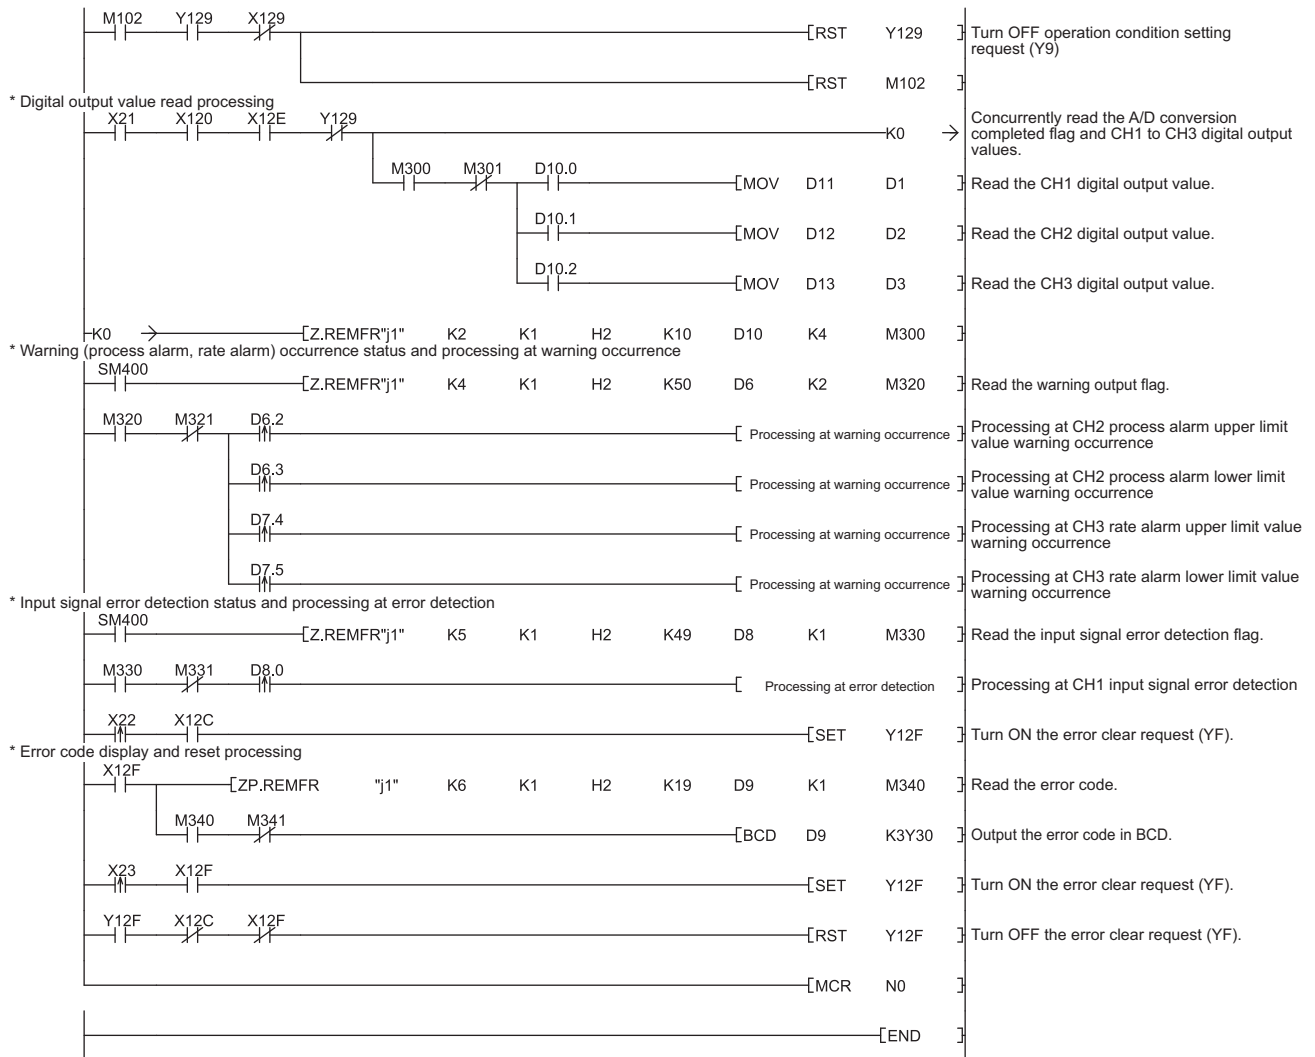 M102 Y129 X129
[RST Y129 ] Turn OFF operation condition setting
request (Y9)
[RST M102 ]
* Digital output value read processing
X21 X120 X12E Y129
K0 → Concurrently read the A/D conversion
completed flag and CH1 to CH3 digital output
values.
M300 M301 D10.0
[MOV D11 D1 ] Read the CH1 digital output value.
D10.1
[MOV D12 D2 ] Read the CH2 digital output value.
D10.2
[MOV D13 D3 ] Read the CH3 digital output value.
K0 → [Z.REMFR"j1" K2 K1 H2 K10 D10 K4 M300 ]
* Warning (process alarm, rate alarm) occurrence status and processing at warning occurrence
SM400
[Z.REMFR"j1" K4 K1 H2 K50 D6 K2 M320 ] Read the warning output flag.
M320 M321 D6.2
[ Processing at warning occurrence ] Processing at CH2 process alarm upper limit
value warning occurrence
D6.3
[ Processing at warning occurrence ] Processing at CH2 process alarm lower limit
value warning occurrence
D7.4
[ Processing at warning occurrence ] Processing at CH3 rate alarm upper limit value
warning occurrence
D7.5
[ Processing at warning occurrence ] Processing at CH3 rate alarm lower limit value
warning occurrence
* Input signal error detection status and processing at error detection
SM400
[Z.REMFR"j1" K5 K1 H2 K49 D8 K1 M330 ] Read the input signal error detection flag.
M330 M331 D8.0
[ Processing at error detection ] Processing at CH1 input signal error detection
X22 X12C
[SET Y12F ] Turn ON the error clear request (YF).
* Error code display and reset processing
X12F
[ZP.REMFR "j1" K6 K1 H2 K19 D9 K1 M340 ] Read the error code.
M340 M341
[BCD D9 K3Y30 ] Output the error code in BCD.
X23 X12F
[SET Y12F ] Turn ON the error clear request (YF).
Y12F X12C X12F
[RST Y12F ] Turn OFF the error clear request (YF).
[MCR N0 ]
[END ]